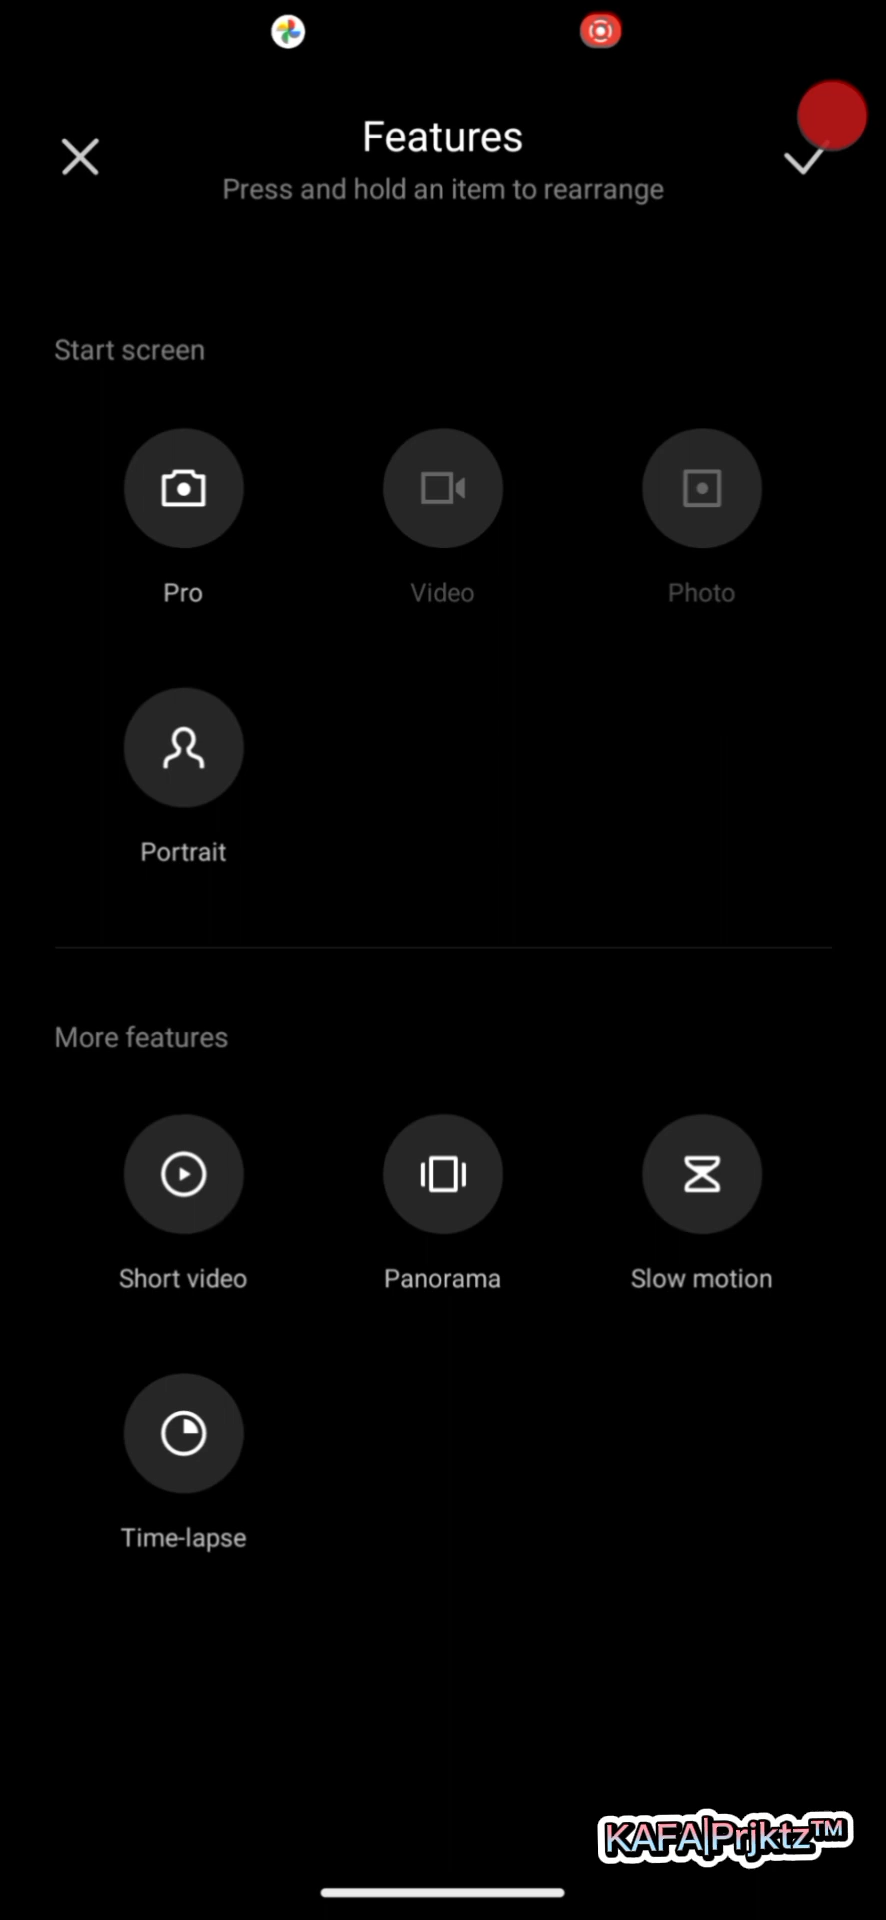 Features
Press and hold an item to rearrange
Start screen
Pro
Video
Photo
Portrait
More features
Short video
Panorama
Slow motion
Time-lapse
KAFA|Prjktz™